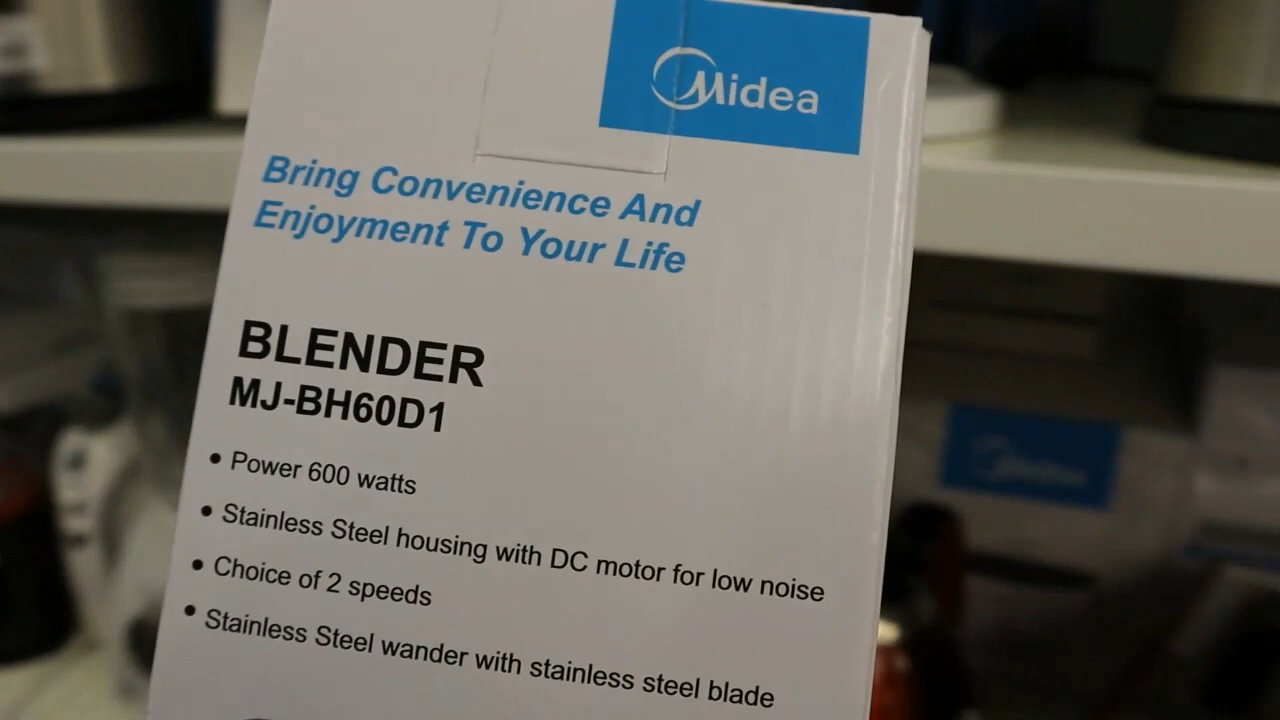 Midea
Bring Convenience And
Enjoyment To Your Life
BLENDER
MJ-BH60D1
• Power 600 watts
• Stainless Steel housing with DC motor for low noise
• Choice of 2 speeds
• Stainless Steel wander with stainless steel blade